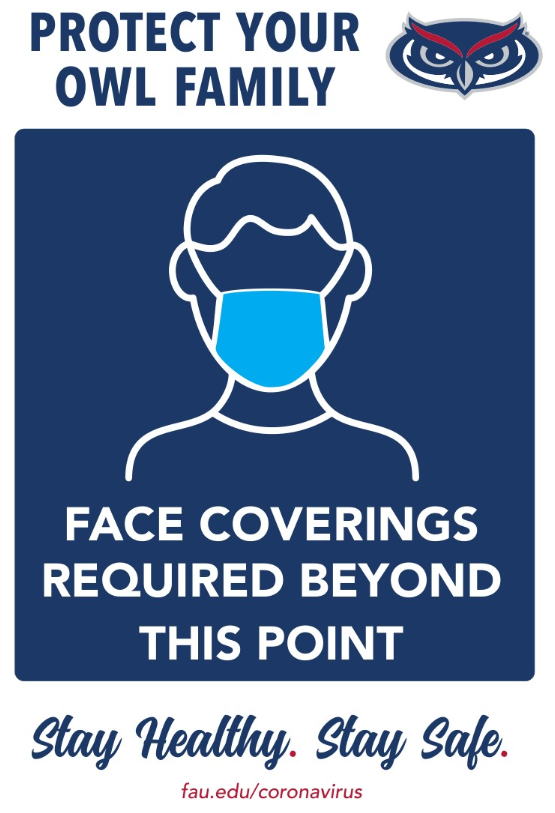 PROTECT YOUR
OWL FAMILY
FACE COVERINGS
REQUIRED BEYOND
THIS POINT
Stay Healthy. Stay Safe.
fau.edu/coronavirus